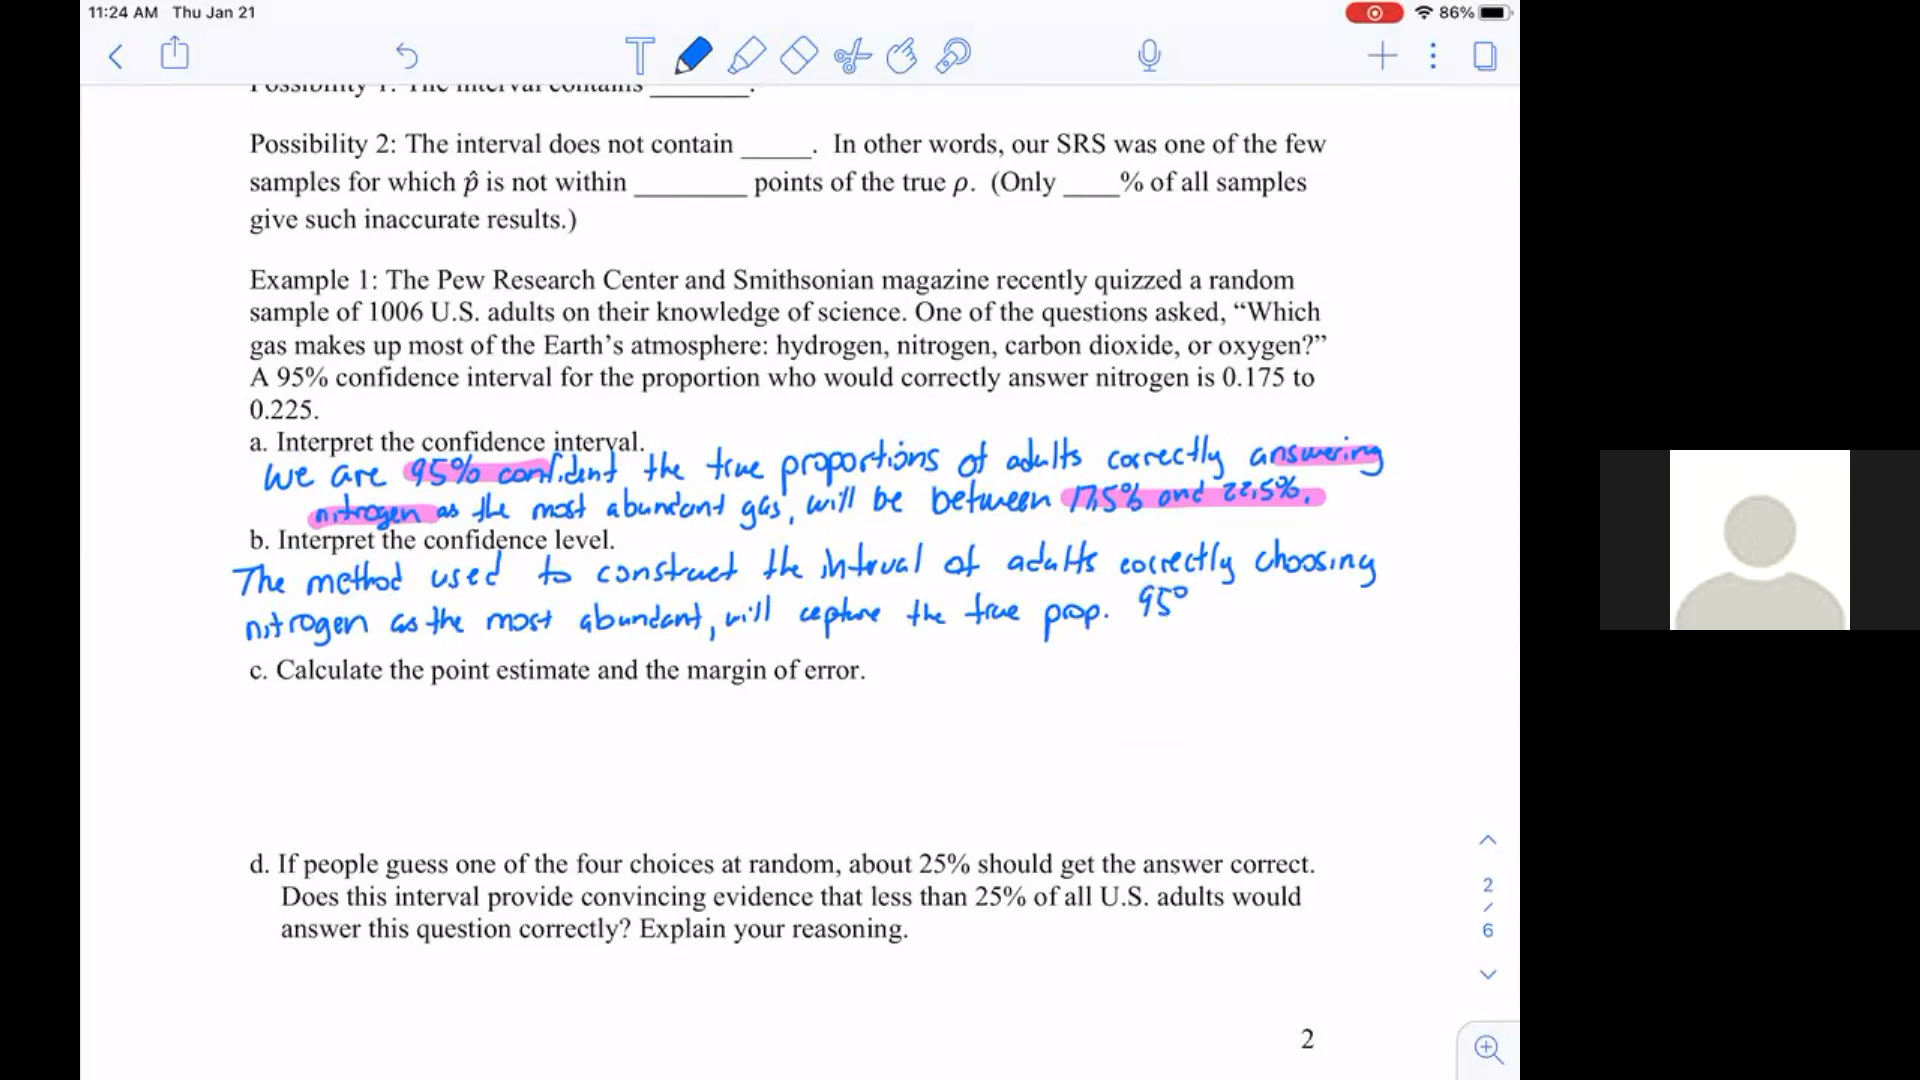 11:24 AM Thu Jan 21
86%
Possibility 1: The interval contains ________.
Possibility 2: The interval does not contain _____. In other words, our SRS was one of the few
samples for which p̂ is not within ________ points of the true ρ. (Only ____% of all samples
give such inaccurate results.)
Example 1: The Pew Research Center and Smithsonian magazine recently quizzed a random
sample of 1006 U.S. adults on their knowledge of science. One of the questions asked, “Which
gas makes up most of the Earth’s atmosphere: hydrogen, nitrogen, carbon dioxide, or oxygen?”
A 95% confidence interval for the proportion who would correctly answer nitrogen is 0.175 to
0.225.
a. Interpret the confidence interval.
We are 95% confident the true proportions of adults correctly answering
nitrogen as the most abundant gas, will be between 17.5% and 22.5%.
b. Interpret the confidence level.
The method used to construct the interval of adults correctly choosing
nitrogen as the most abundant, will capture the true prop. 95°
c. Calculate the point estimate and the margin of error.
d. If people guess one of the four choices at random, about 25% should get the answer correct.
Does this interval provide convincing evidence that less than 25% of all U.S. adults would
answer this question correctly? Explain your reasoning.
2
/
6
2